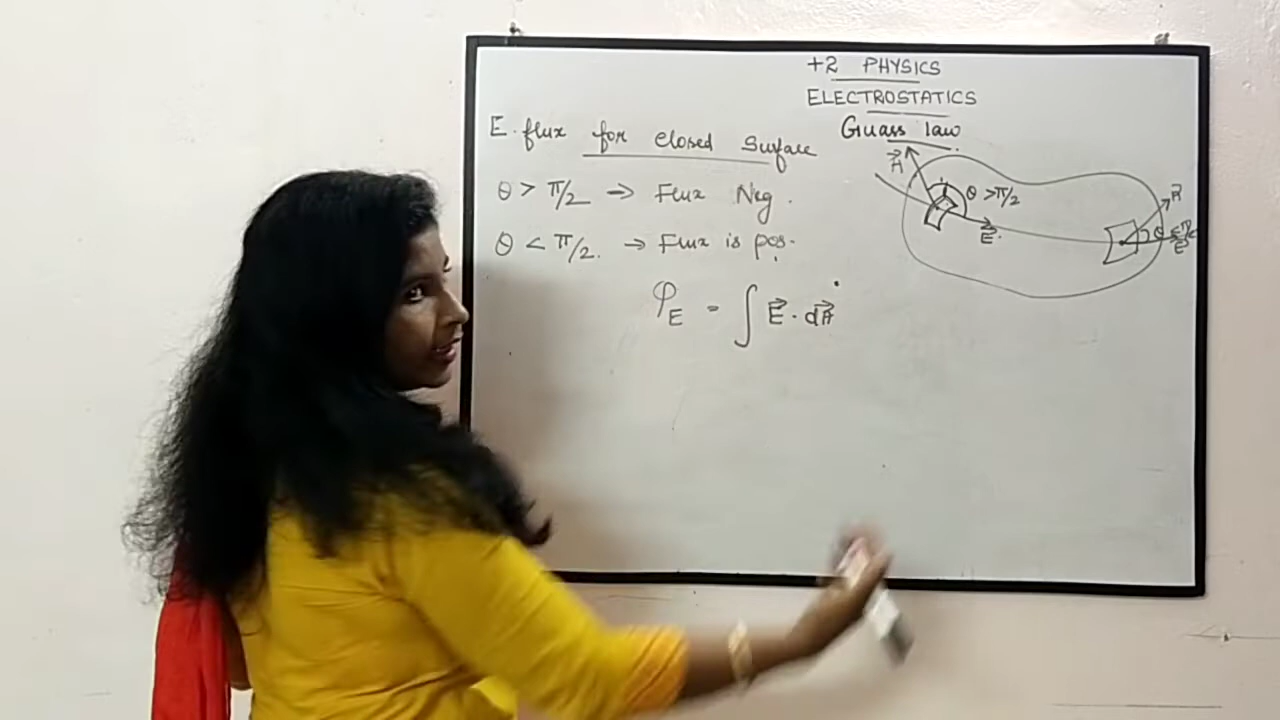 +2 PHYSICS
ELECTROSTATICS
Guass law
E. flux for closed Surface
θ > π/2 → Flux Neg.
θ < π/2. → Flux is pos.
φE = ∫ E⃗ · dA⃗
A⃗
θ > π/2
E⃗
A⃗
θ <
E⃗